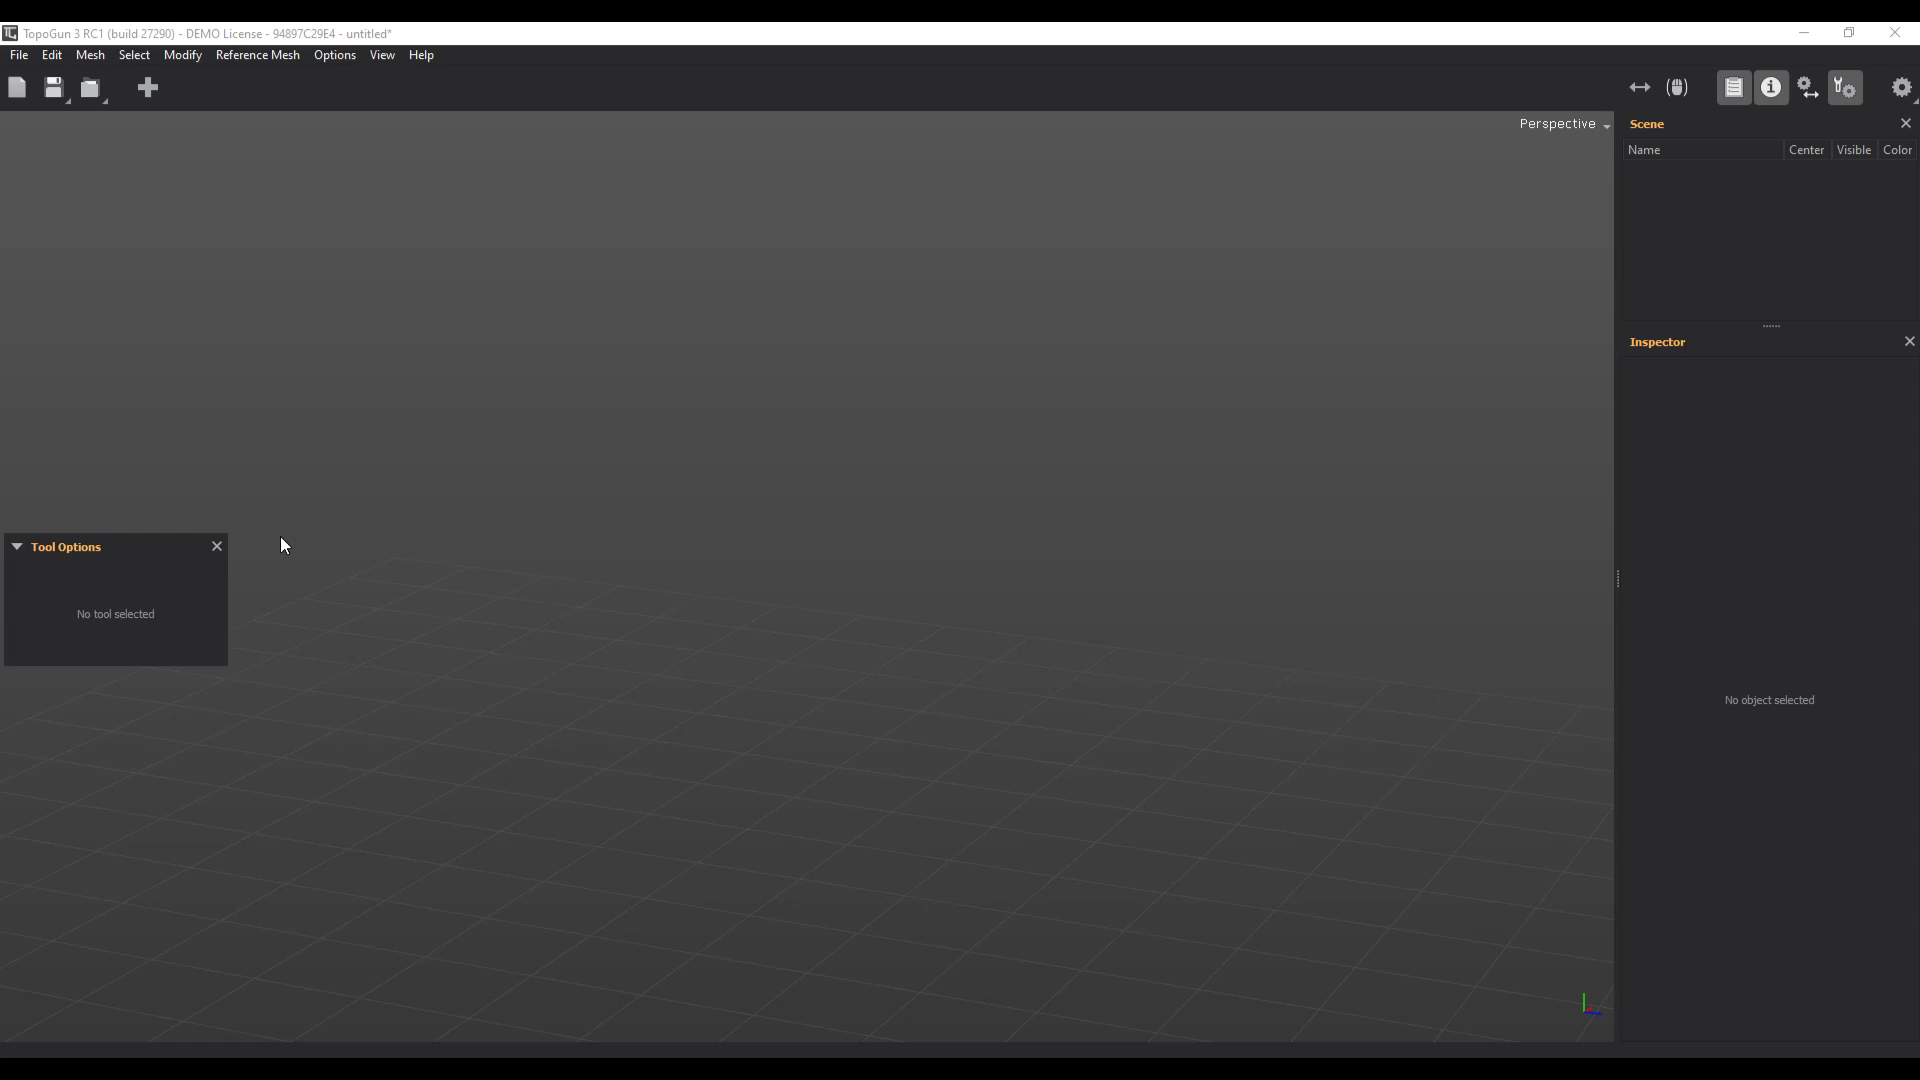 TopoGun 3 RC1 (build 27290) - DEMO License - 94897C29E4 - untitled*
File Edit Mesh Select Modify Reference Mesh Options View Help
Perspective
Scene
Name Center Visible Color
Inspector
Tool Options
No tool selected
No object selected